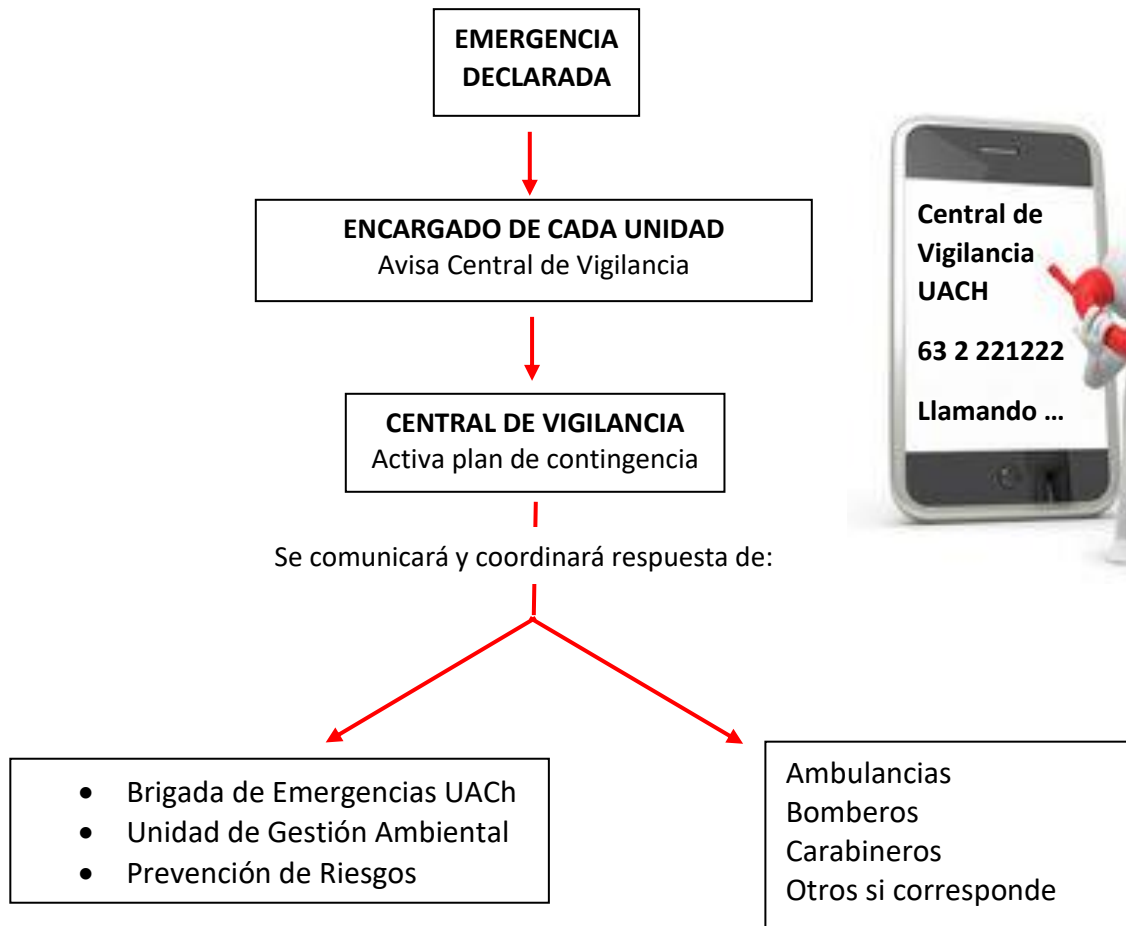 EMERGENCIA
DECLARADA
ENCARGADO DE CADA UNIDAD
Avisa Central de Vigilancia
Central de
Vigilancia
UACH
63 2 221222
Llamando ...
CENTRAL DE VIGILANCIA
Activa plan de contingencia
Se comunicará y coordinará respuesta de:
• Brigada de Emergencias UACh
• Unidad de Gestión Ambiental
• Prevención de Riesgos
Ambulancias
Bomberos
Carabineros
Otros si corresponde